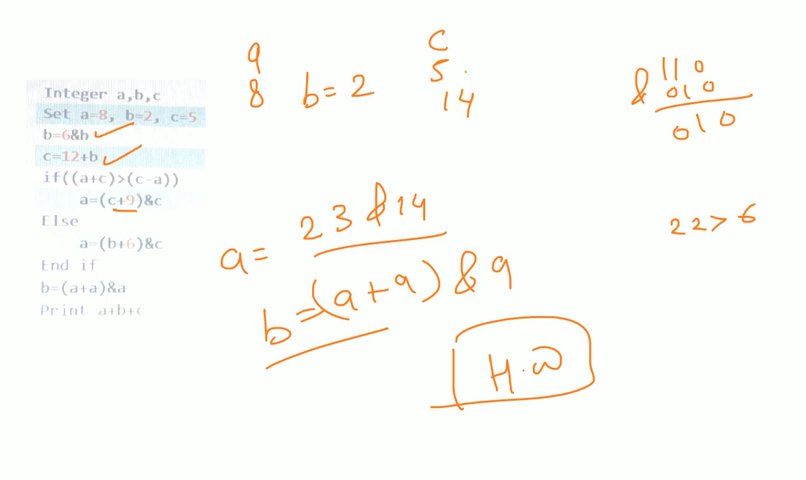 Integer a,b,c
Set a=8, b=2, c=5
b=6&b
c=12+b
if((a+c)>(c-a))
a=(c+9)&c
Else
a=(b+6)&c
End if
b=(a+a)&a
Print a+b+c
a
8
b=2
c
5.
14
110
& 010
010
22>6
a= 23&14
b=(a+a)&a
H.W